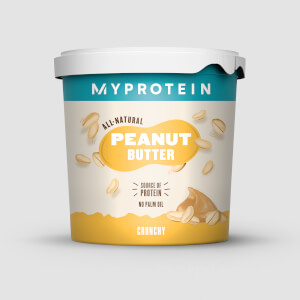 MYPROTEIN
ALL-NATURAL
PEANUT
BUTTER
SOURCE OF
PROTEIN
NO PALM OIL
CRUNCHY